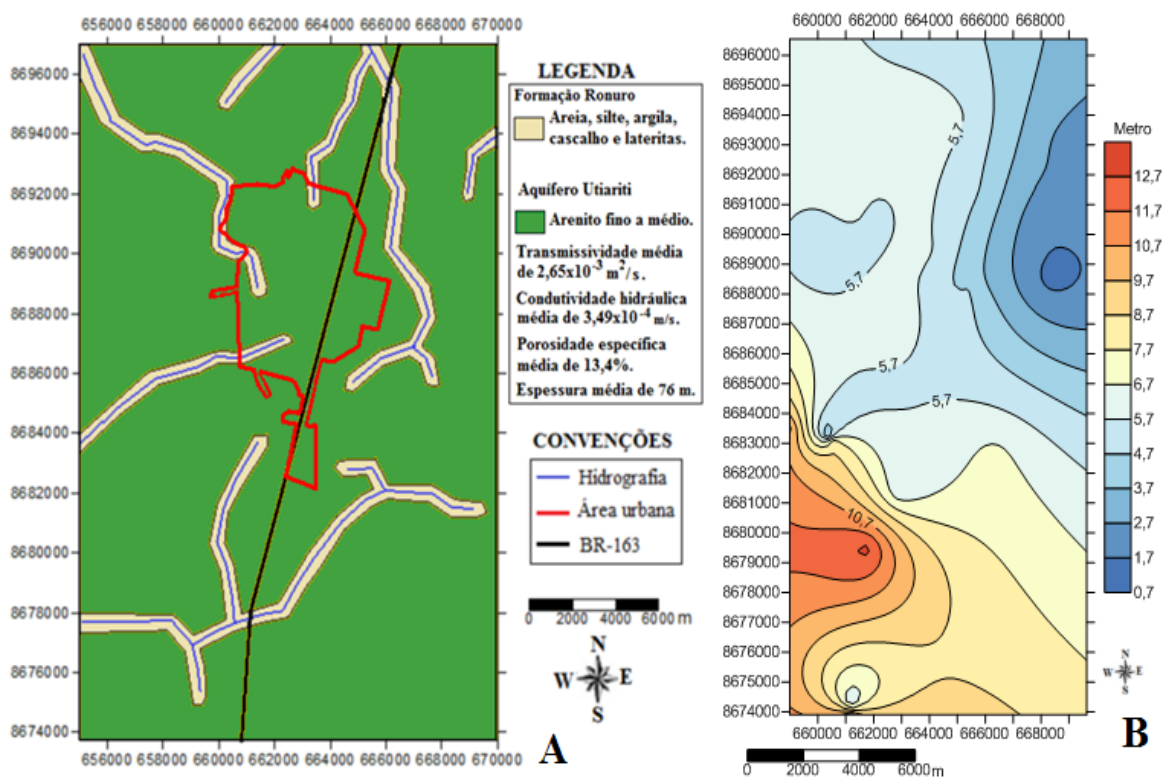 656000 658000 660000 662000 664000 666000 668000 670000
8696000
8694000
8692000
8690000
8688000
8686000
8684000
8682000
8680000
8678000
8676000
8674000
656000 658000 660000 662000 664000 666000 668000 670000
LEGENDA
Formação Ronuro
Areia, silte, argila,
cascalho e lateritas.
Aquífero Utiariti
Arenito fino a médio.
Transmissividade média
de 2,65x10⁻³ m²/s.
Condutividade hidráulica
média de 3,49x10⁻⁴ m/s.
Porosidade específica
média de 13,4%.
Espessura média de 76 m.
CONVENÇÕES
Hidrografia
Área urbana
BR-163
0 2000 4000 6000 m
N
W E
S
A
660000 662000 664000 666000 668000
8696000
8695000
8694000
8693000
8692000
8691000
8690000
8689000
8688000
8687000
8686000
8685000
8684000
8683000
8682000
8681000
8680000
8679000
8678000
8677000
8676000
8675000
8674000
5,7
5,7
5,7
5,7
10,7
660000 662000 664000 666000 668000
Metro
12,7
11,7
10,7
9,7
8,7
7,7
6,7
5,7
4,7
3,7
2,7
1,7
0,7
N
W E
S
B
0 2000 4000 6000 m